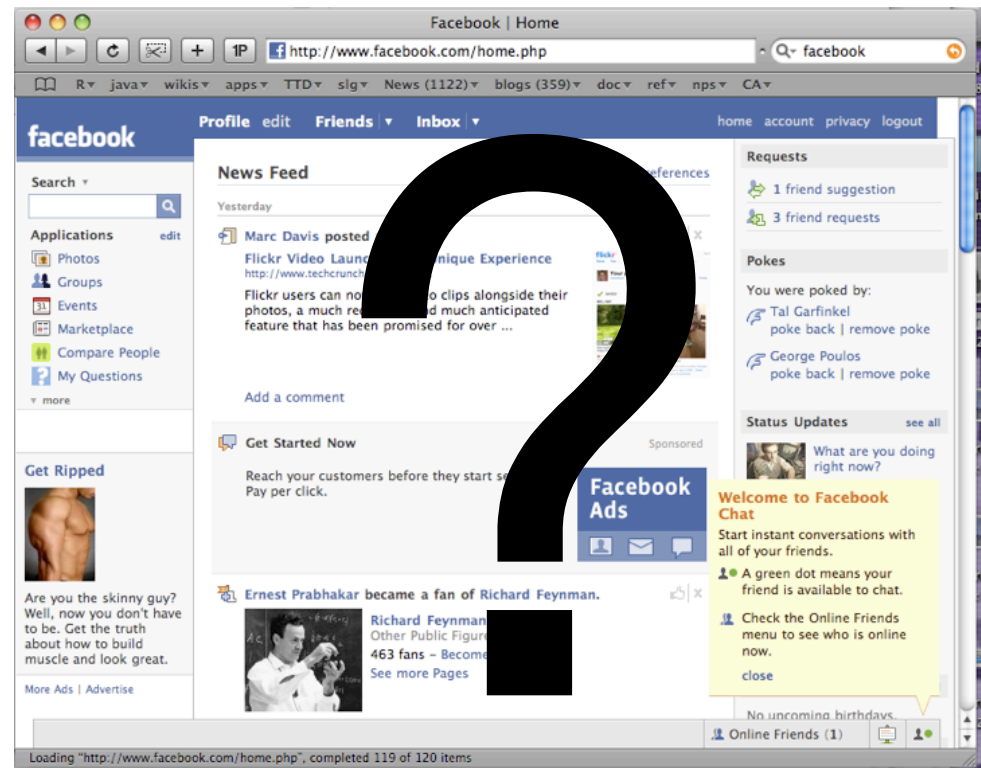 Facebook | Home
1P
http://www.facebook.com/home.php
facebook
R java wikis apps TTD slg News (1122) blogs (359) doc ref nps CA
facebook
Profile edit Friends Inbox
home account privacy logout
Search
Applications edit
Photos
Groups
31 Events
Marketplace
Compare People
My Questions
more
Get Ripped
Are you the skinny guy?
Well, now you don't have
to be. Get the truth
about how to build
muscle and look great.
More Ads | Advertise
News Feed
Yesterday
Marc Davis posted
Flickr Video Experience
http://www.techcrunch
Flickr users can clips alongside their
photos, a much much anticipated
feature that has been promised for over ...
Add a comment
Get Started Now Sponsored
Reach your customers before they start
Pay per click.
Facebook
Ads
Ernest Prabhakar became a fan of Richard Feynman.
Richard Feynman
Other Public Figure
463 fans – Become
See more Pages
?
Requests
1 friend suggestion
3 friend requests
Pokes
You were poked by:
Tal Garfinkel
poke back | remove poke
George Poulos
poke back | remove poke
Status Updates see all
What are you doing
right now?
Welcome to Facebook
Chat
Start instant conversations with
all of your friends.
A green dot means your
friend is available to chat.
Check the Online Friends
menu to see who is online
now.
close
No upcoming birthdays.
Online Friends (1)
Loading "http://www.facebook.com/home.php", completed 119 of 120 items